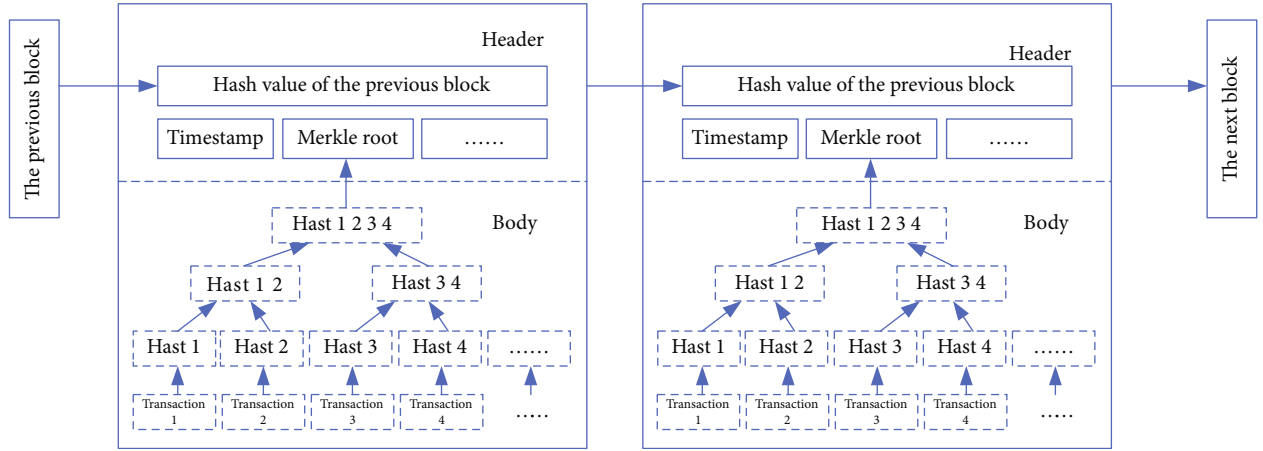 The previous block
Header
Hash value of the previous block
Timestamp
Merkle root
......
Body
Hast 1 2 3 4
Hast 1 2
Hast 3 4
Hast 1
Hast 2
Hast 3
Hast 4
......
Transaction
1
Transaction
2
Transaction
3
Transaction
4
.....
Header
Hash value of the previous block
Timestamp
Merkle root
......
Body
Hast 1 2 3 4
Hast 1 2
Hast 3 4
Hast 1
Hast 2
Hast 3
Hast 4
......
Transaction
1
Transaction
2
Transaction
3
Transaction
4
.....
The next block